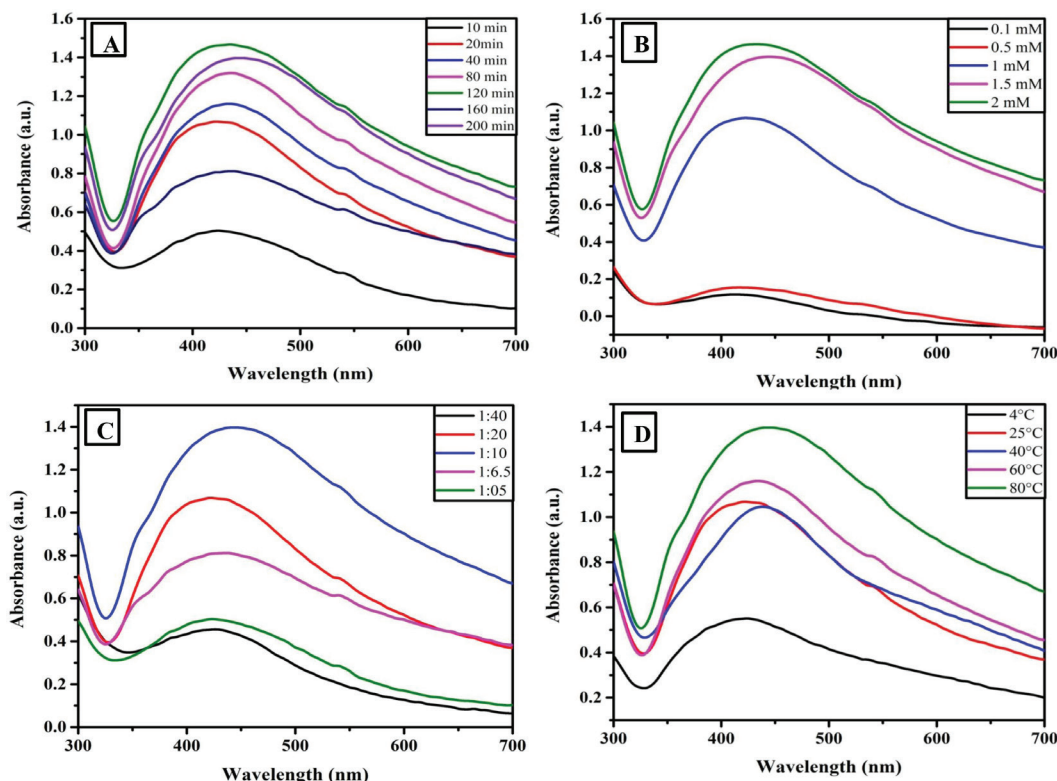 A
10 min
20min
40 min
80 min
120 min
160 min
200 min
Absorbance (a.u.)
1.6
1.4
1.2
1.0
0.8
0.6
0.4
0.2
0.0
300 400 500 600 700
Wavelength (nm)
B
0.1 mM
0.5 mM
1 mM
1.5 mM
2 mM
Absorbance (a.u.)
1.6
1.4
1.2
1.0
0.8
0.6
0.4
0.2
0.0
300 400 500 600 700
Wavelength (nm)
C
1:40
1:20
1:10
1:6.5
1:05
Absorbance (a.u.)
1.4
1.2
1.0
0.8
0.6
0.4
0.2
0.0
300 400 500 600 700
Wavelength (nm)
D
4°C
25°C
40°C
60°C
80°C
Absorbance (a.u.)
1.4
1.2
1.0
0.8
0.6
0.4
0.2
300 400 500 600 700
Wavelength (nm)